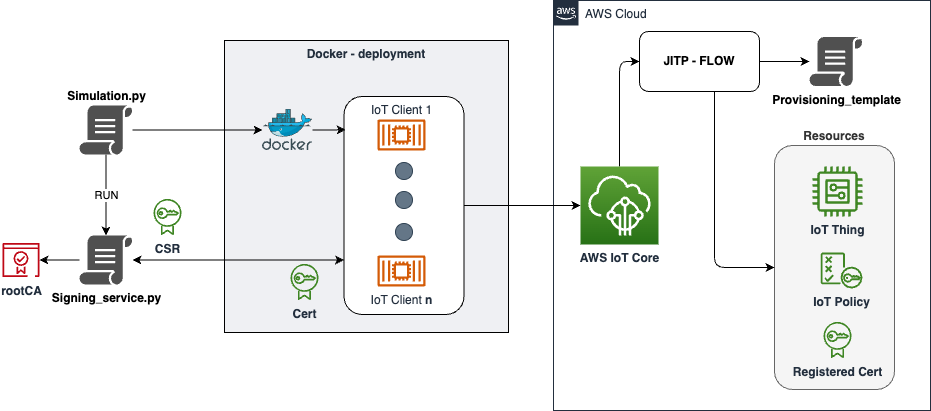 aws
AWS Cloud
Docker - deployment
JITP - FLOW
Simulation.py
Provisioning_template
IoT Client 1
docker
Resources
RUN
IoT Thing
CSR
AWS IoT Core
rootCA
Signing_service.py
IoT Client n
IoT Policy
Cert
Registered Cert